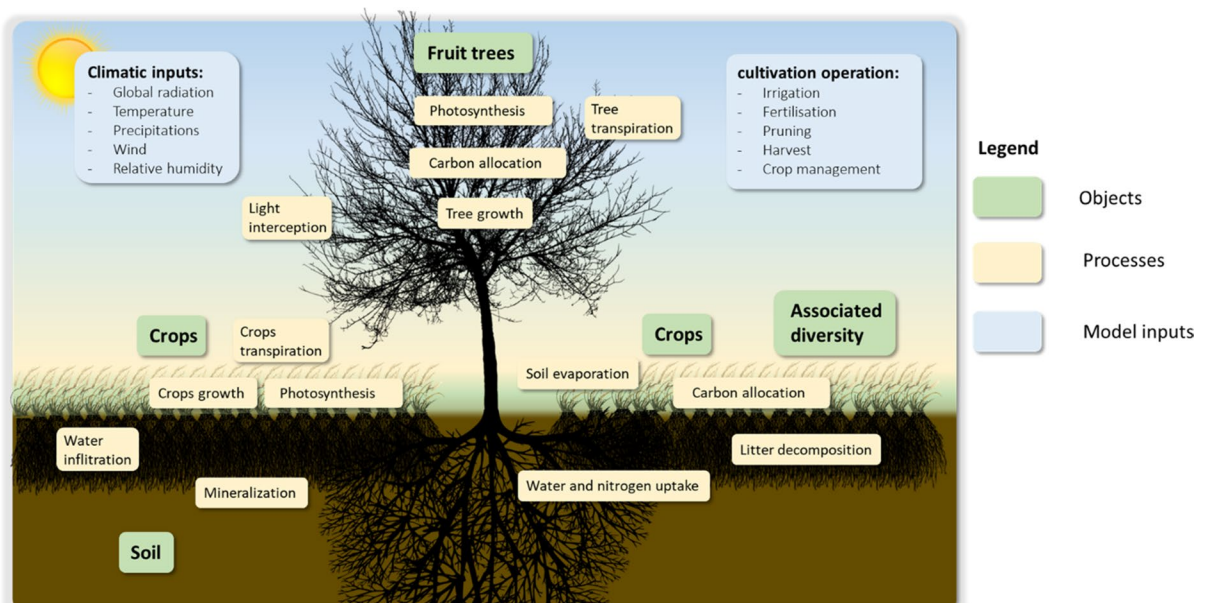 Fruit trees
Climatic inputs:
- Global radiation
- Temperature
- Precipitations
- Wind
- Relative humidity
cultivation operation:
- Irrigation
- Fertilisation
- Pruning
- Harvest
- Crop management
Photosynthesis
Tree
transpiration
Carbon allocation
Light
interception
Tree growth
Legend
Objects
Processes
Model inputs
Crops
Crops
transpiration
Crops
Associated
diversity
Soil evaporation
Crops growth
Photosynthesis
Carbon allocation
Water
inflitration
Litter decomposition
Mineralization
Water and nitrogen uptake
Soil